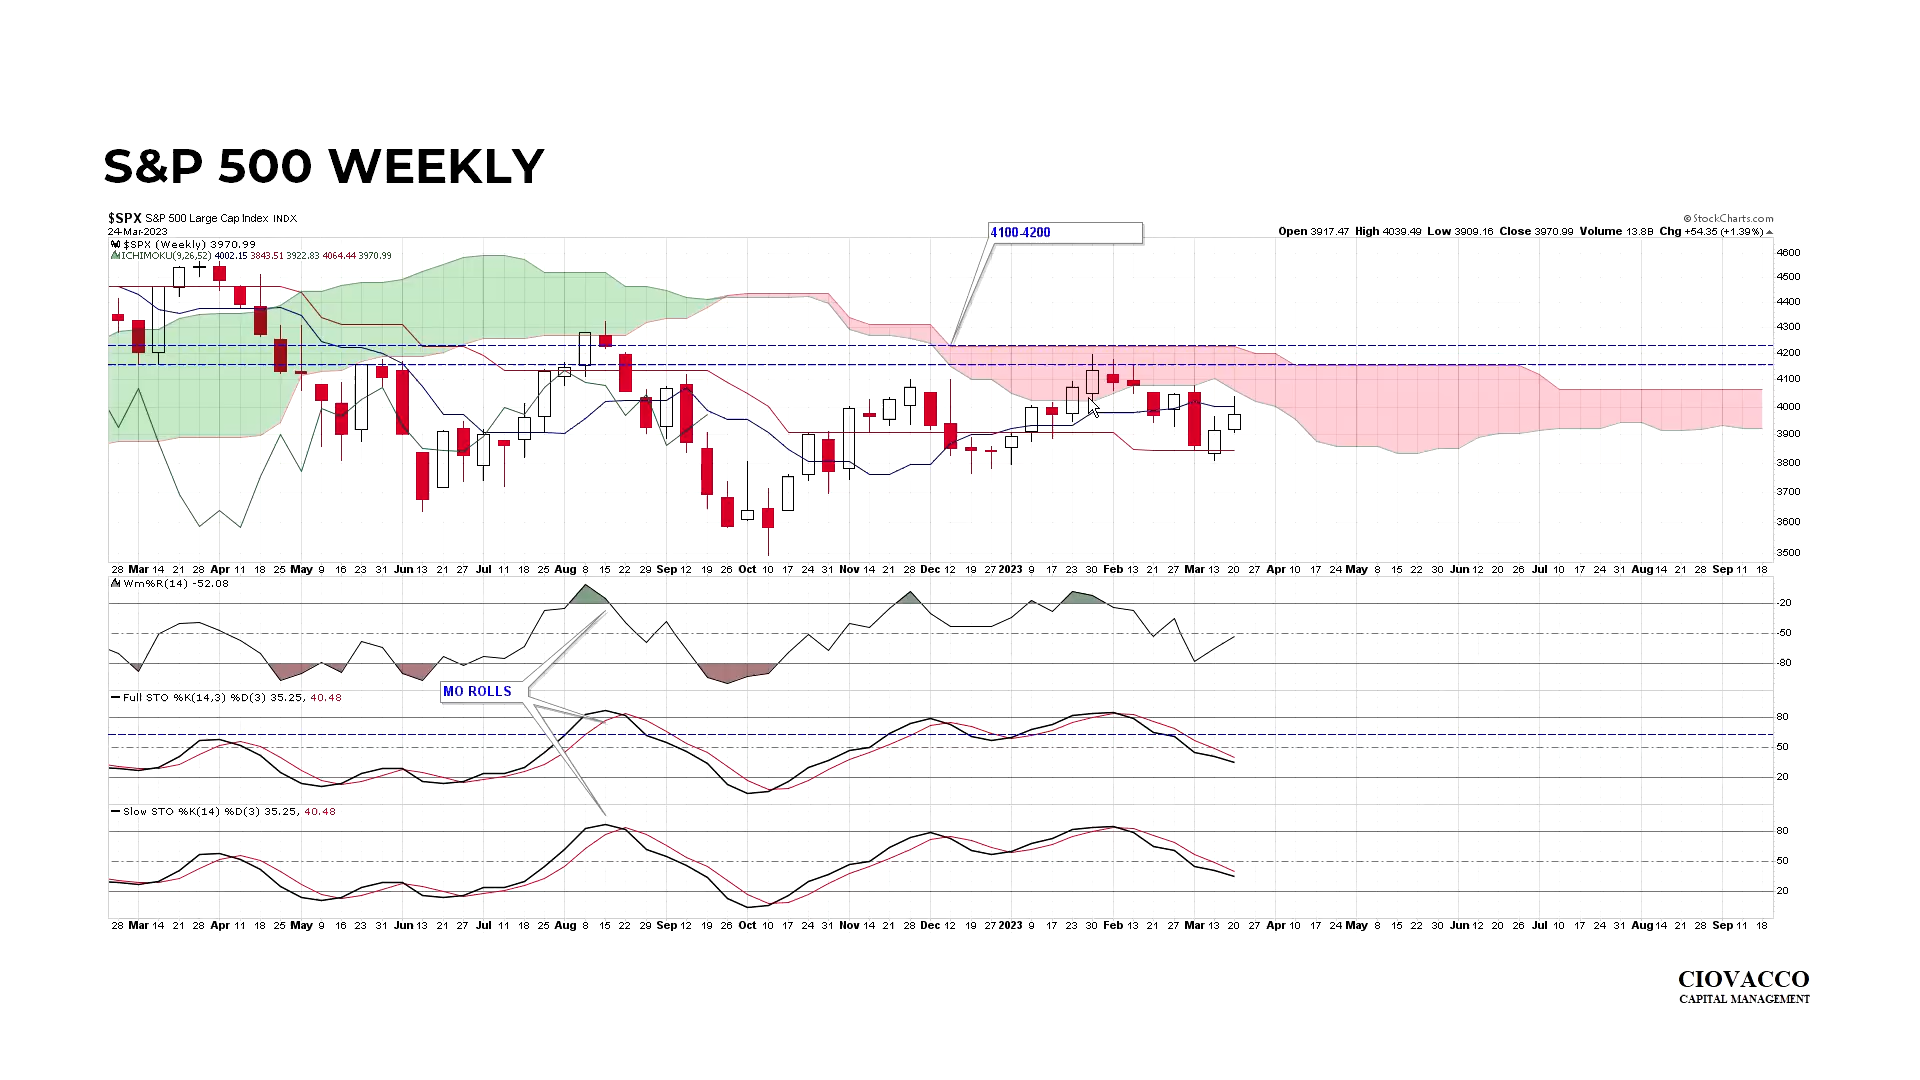 S&P 500 WEEKLY
$SPX S&P 500 Large Cap Index INDX
© StockCharts.com
24-Mar-2023
4100-4200
Open 3917.47 High 4039.49 Low 3909.16 Close 3970.99 Volume 13.8B Chg +54.35 (+1.39%)
$SPX (Weekly) 3970.99
ICHIMOKU(9,26,52) 4002.15 3843.51 3922.83 4064.44 3970.99
4600
4500
4400
4300
4200
4100
4000
3900
3800
3700
3600
3500
28 Mar 14 21 28 Apr 11 18 25 May 9 16 23 Jun 13 21 27 Jul 11 18 25 Aug 8 15 22 29 Sep 12 19 26 Oct 10 17 24 31 Nov 14 21 28 Dec 12 19 27 2023 9 17 23 30 Feb 13 21 27 Mar 13 20 27 Apr 10 17 24 May 8 15 22 30 Jun 12 20 26 Jul 10 17 24 31 Aug 14 21 28 Sep 11 18
Wm%R(14) -52.08
-20
-50
-80
MO ROLLS
Full STO %K(14,3) %D(3) 35.25, 40.48
80
50
20
Slow STO %K(14) %D(3) 35.25, 40.48
80
50
20
28 Mar 14 21 28 Apr 11 18 25 May 9 16 23 Jun 13 21 27 Jul 11 18 25 Aug 8 15 22 29 Sep 12 19 26 Oct 10 17 24 31 Nov 14 21 28 Dec 12 19 27 2023 9 17 23 30 Feb 13 21 27 Mar 13 20 27 Apr 10 17 24 May 8 15 22 30 Jun 12 20 26 Jul 10 17 24 31 Aug 14 21 28 Sep 11 18
CIOVACCO
CAPITAL MANAGEMENT